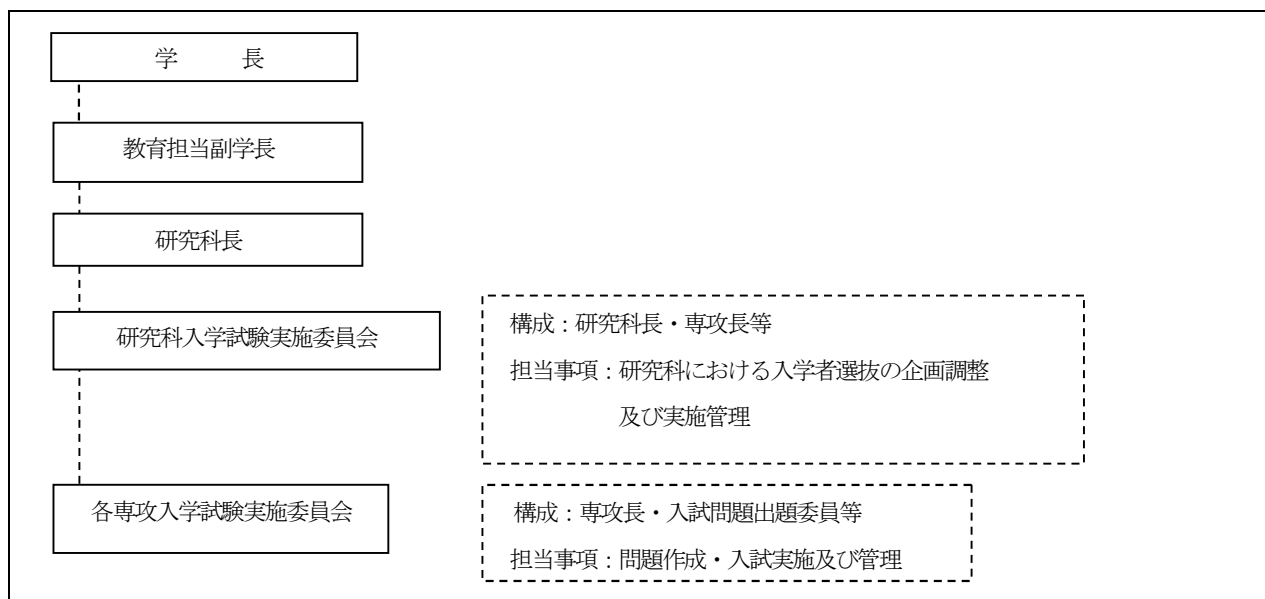 学　　　長
教育担当副学長
研究科長
研究科入学試験実施委員会
構成：研究科長・専攻長等
担当事項：研究科における入学者選抜の企画調整
及び実施管理
各専攻入学試験実施委員会
構成：専攻長・入試問題出題委員等
担当事項：問題作成・入試実施及び管理